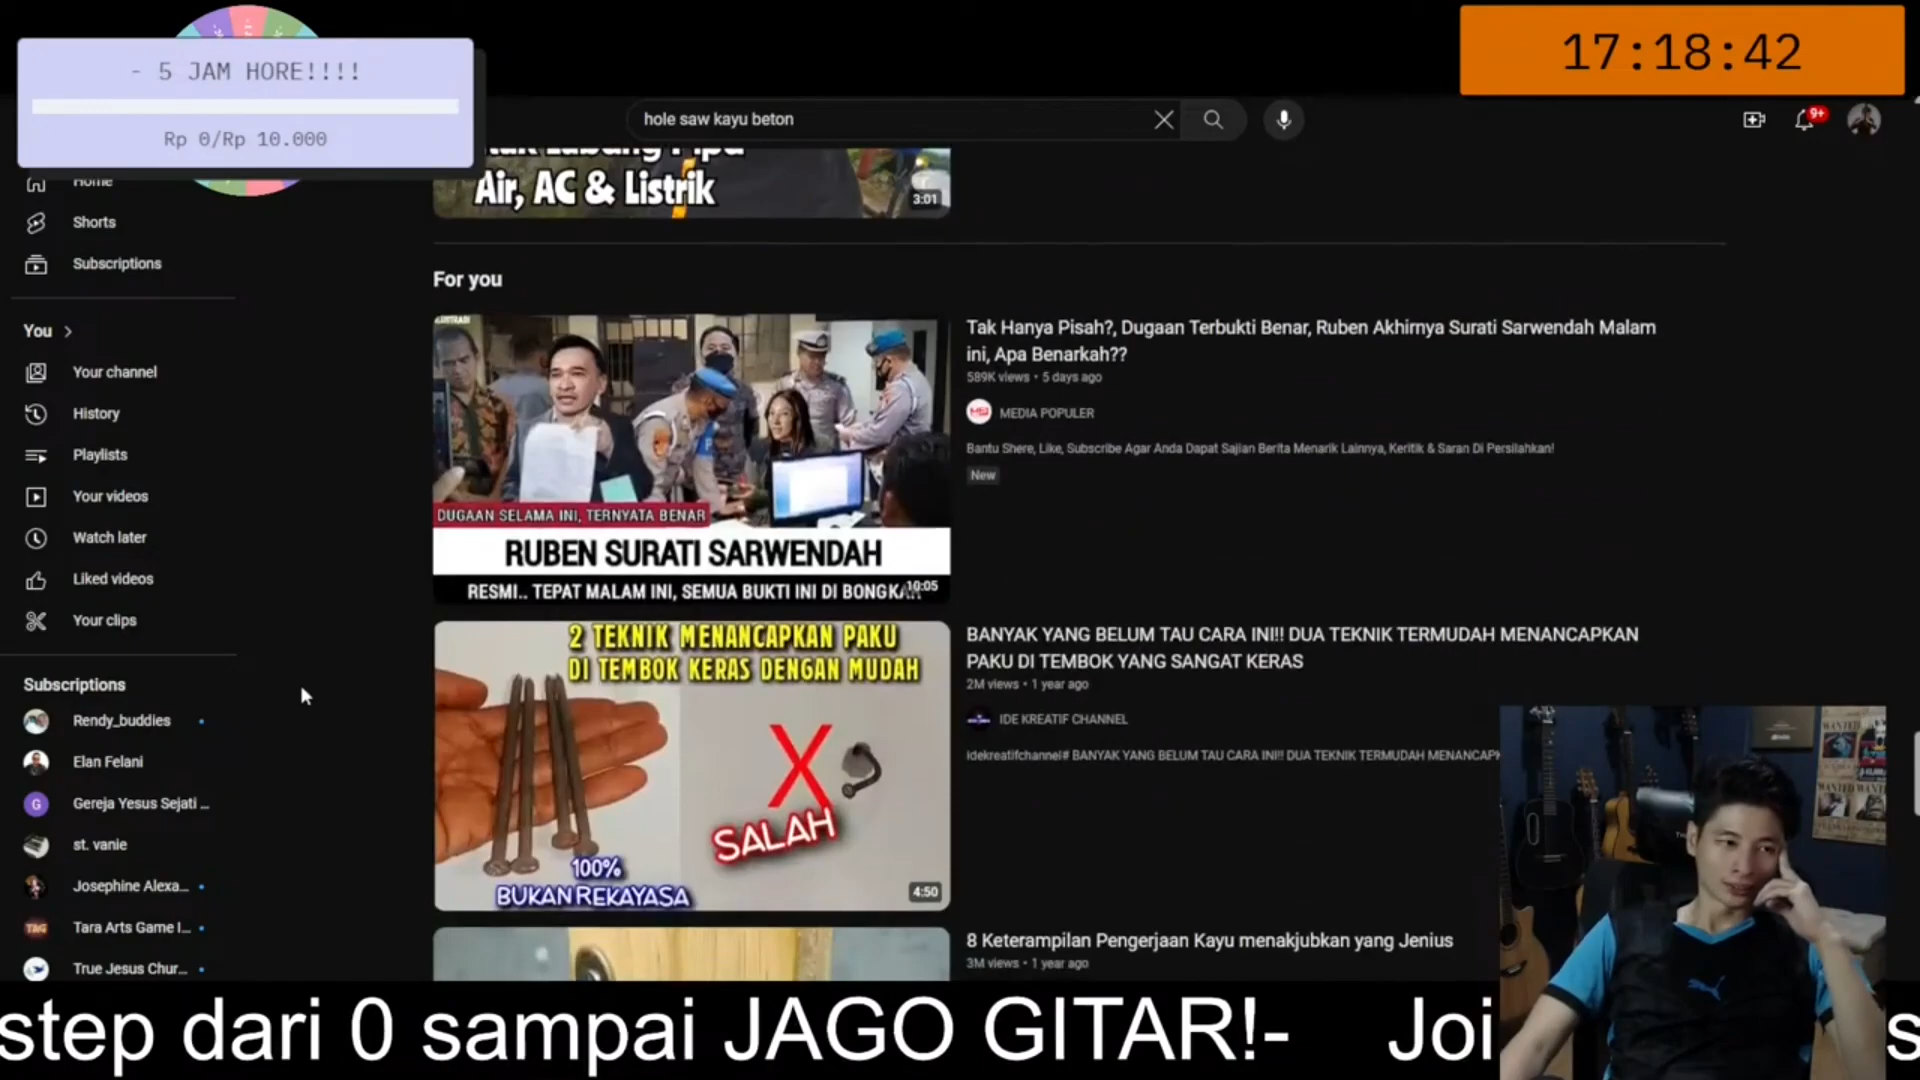 - 5 JAM HORE!!!!
Rp 0/Rp 10.000
17:18:42
hole saw kayu beton
9+
Air, AC & Listrik
3:01
Home
Shorts
Subscriptions
You
Your channel
History
Playlists
Your videos
Watch later
Liked videos
Your clips
Subscriptions
Rendy_buddies
Elan Felani
G
Gereja Yesus Sejati ...
st. vanie
Josephine Alexa...
TAG
Tara Arts Game I...
True Jesus Chur...
For you
DUGAAN SELAMA INI, TERNYATA BENAR
RUBEN SURATI SARWENDAH
RESMI.. TEPAT MALAM INI, SEMUA BUKTI INI DI
10:05
Tak Hanya Pisah?, Dugaan Terbukti Benar, Ruben Akhirnya Surati Sarwendah Malam
ini, Apa Benarkah??
589K views • 5 days ago
MEDIA POPULER
Bantu Shere, Like, Subscribe Agar Anda Dapat Sajian Berita Menarik Lainnya, Keritik & Saran Di Persilahkan!
New
2 TEKNIK MENANCAPKAN PAKU
DI TEMBOK KERAS DENGAN MUDAH
X
SALAH
100%
BUKAN REKAYASA
4:50
BANYAK YANG BELUM TAU CARA INI!! DUA TEKNIK TERMUDAH MENANCAPKAN
PAKU DI TEMBOK YANG SANGAT KERAS
2M views • 1 year ago
IDE KREATIF CHANNEL
idekreatifchannel# BANYAK YANG BELUM TAU CARA INI!! DUA TEKNIK TERMUDAH MENANCAPK
8 Keterampilan Pengerjaan Kayu menakjubkan yang Jenius
3M views • 1 year ago
step dari 0 sampai JAGO GITAR!- Joi s